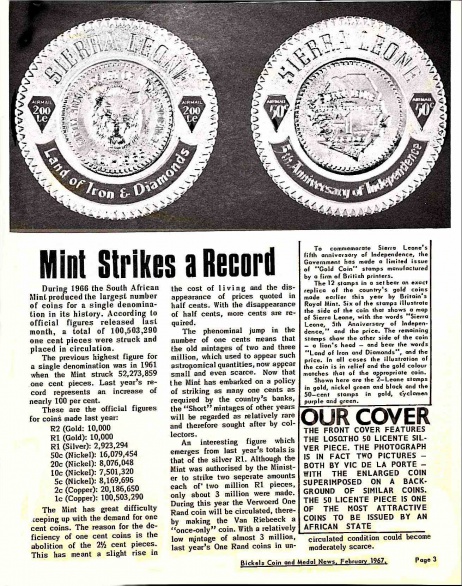 SIERRA LEONE
AIRMAIL
200
Le
AIRMAIL
200
Le
Land of Iron & Diamonds
SIERRA LEONE
AIRMAIL
50c
AIRMAIL
50c
5th Anniversary of Independence
Mint Strikes a Record
During 1966 the South African
Mint produced the largest number
of coins for a single denomina-
tion in its history. According to
official figures released last
month, a total of 100,503,290
one cent pieces were struck and
placed in circulation.
The previous highest figure for
a single denomination was in 1961
when the Mint struck 52,273,859
one cent pieces. Last year's re-
cord represents an increase of
nearly 100 per cent.
These are the official figures
for coins made last year:
R2 (Gold: 10,000
R1 (Gold): 10,000
R1 (Silver): 2,923,294
50c (Nickel): 16,079,454
20c (Nickel): 8,076,048
10c (Nickel): 7,501,320
5c (Nickel): 8,169,696
2c (Copper): 20,186,650
1c (Copper): 100,503,290
The Mint has great difficulty
keeping up with the demand for one
cent coins. The reason for the de-
ficiency of one cent coins is the
abolition of the 2½ cent pieces.
This has meant a slight rise in
the cost of living and the dis-
appearance of prices quoted in
half cents. With the disappearance
of half cents, more cents are re-
quired.
The phenomenal jump in the
number of one cents means that
the old mintages of two and three
million, which used to appear such
astronomical quantities, now appear
small and even scarce. Now that
the Mint has embarked on a policy
of striking as many one cents as
required by the country's banks,
the "Short" mintages of other years
will be regarded as relatively rare
and therefore sought after by col-
lectors.
An interesting figure which
emerges from last year's totals is
that of the silver R1. Although the
Mint was authorised by the Minist-
er to strike two seperate amounts
each of two million R1 pieces,
only about 3 million were made.
During this year the Verwoerd One
Rand coin will be circulated, there-
by making the Van Riebeeck a
"once-only" coin. With a relatively
low mintage of almost 3 million,
last year's One Rand coins in un-
To commemorate Sierra Leone's
fifth anniversary of Independence, the
Government has made a limited issue
of "Gold Coin" stamps manufactured
by a firm of British printers.
The 12 stamps in a set bear an exact
replica of the country's gold coins
made earlier this year by Britain's
Royal Mint. Six of the stamps illustrate
the side of the coin that shows a map
of Sierra Leone, with the words "Sierra
Leone, 5th Anniversary of Indepen-
dence," and the price. The remaining
stamps show the other side of the coin
– a lion's head – and bear the words
"Land of Iron and Diamonds", and the
price. In all cases the illustration of
the coin is in relief and the gold colour
matches that of the appropriate coin.
Shown here are the 2-Leone stamps
in gold, nickel green and black and the
50-cent stamps in gold, cyclamen
purple and green.
OUR COVER
THE FRONT COVER FEATURES
THE LOSOTHO 50 LICENTE SIL-
VER PIECE. THE PHOTOGRAPH
IS IN FACT TWO PICTURES –
BOTH BY VIC DE LA PORTE –
WITH THE ENLARGED COIN
SUPERIMPOSED ON A BACK-
GROUND OF SIMILAR COINS.
THE 50 LICENTE PIECE IS ONE
OF THE MOST ATTRACTIVE
COINS TO BE ISSUED BY AN
AFRICAN STATE
circulated condition could become
moderately scarce.
Bickels Coin and Medal News, February 1967.
Page 3